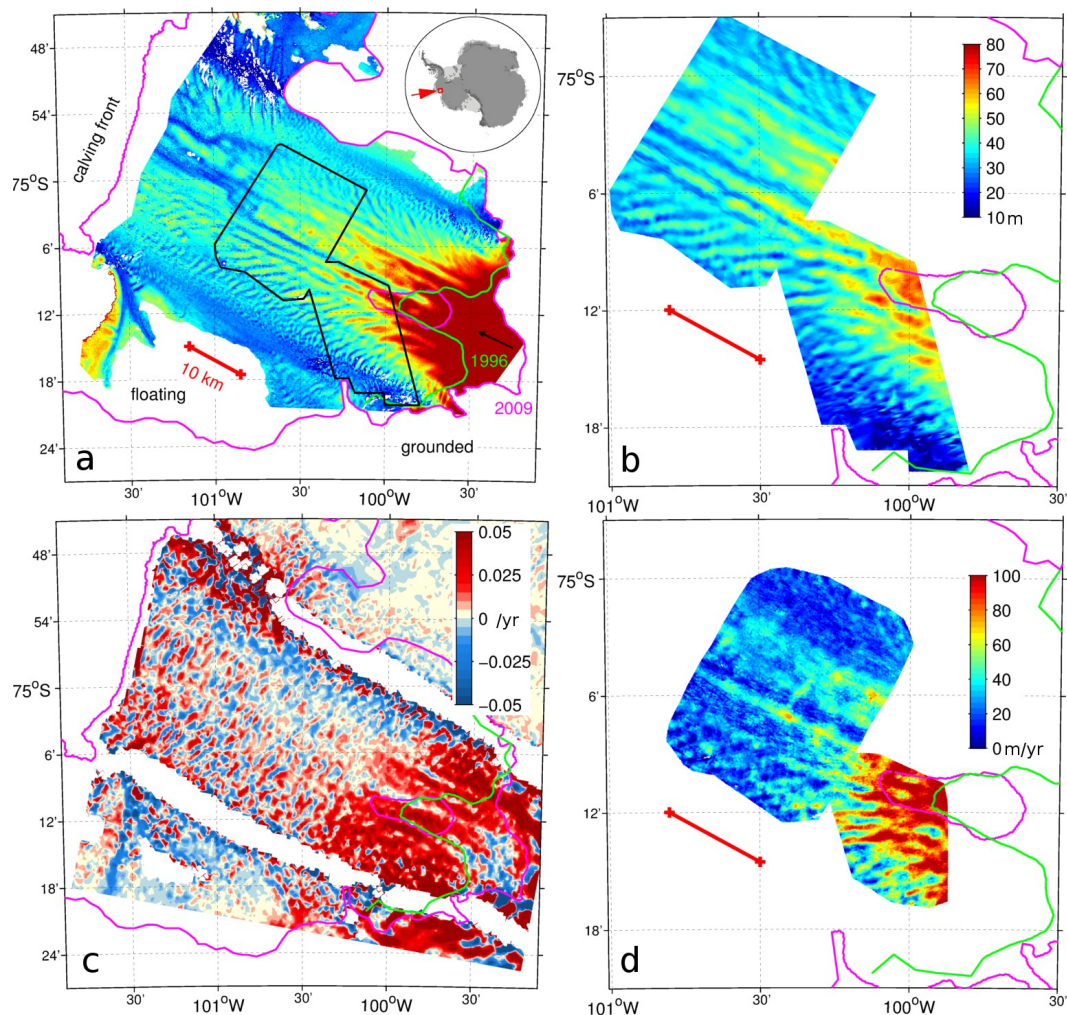 48'
54'
75°S
6'
12'
18'
24'
calving front
1996
10 km
2009
floating
grounded
a
30'
101°W
30'
100°W
30'
80
70
60
50
40
30
20
10 m
75°S
6'
12'
18'
b
101°W
30'
100°W
30'
0.05
0.025
0 /yr
−0.025
−0.05
48'
54'
75°S
6'
12'
18'
24'
c
30'
101°W
30'
100°W
30'
100
80
60
40
20
0 m/yr
75°S
6'
12'
18'
d
101°W
30'
100°W
30'